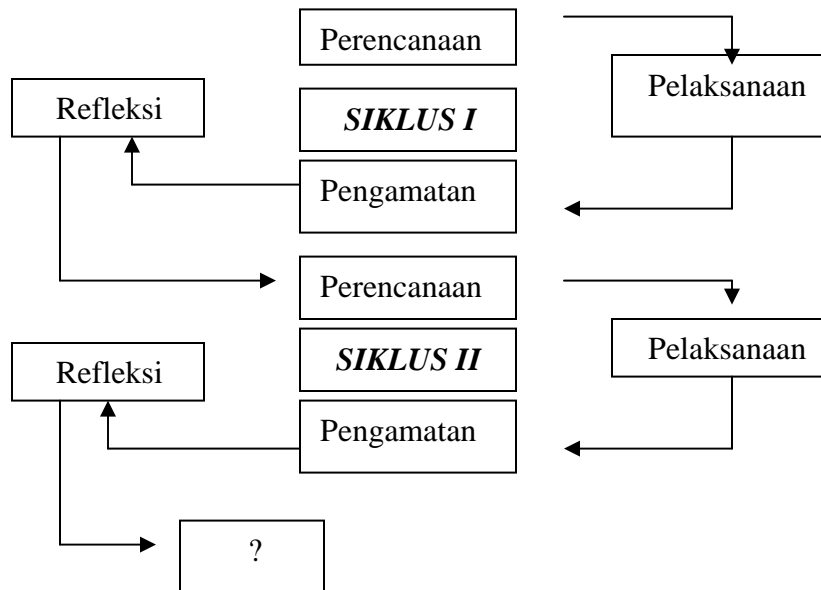 Perencanaan
Pelaksanaan
Refleksi
SIKLUS I
Pengamatan
Perencanaan
Pelaksanaan
SIKLUS II
Refleksi
Pengamatan
?